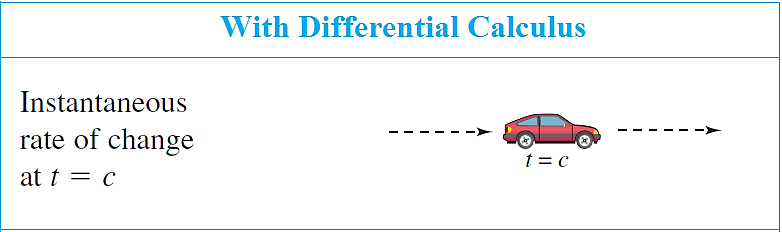 With Differential Calculus
Instantaneous
rate of change
at t = c
t = c